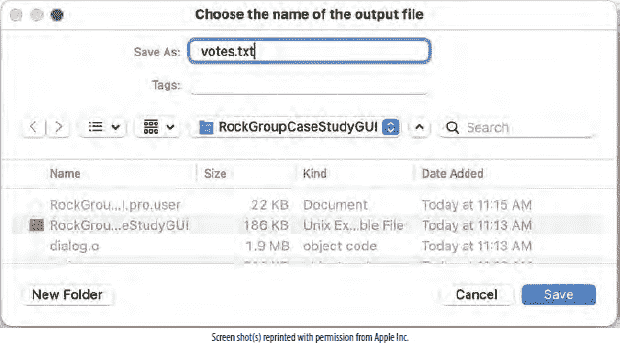 Choose the name of the output file
Save As: votes.txt
Tags:
RockGroupCaseStudyGUI Search
Name Size Kind Date Added
RockGrou...l.pro.user 22 KB Document Today at 11:15 AM
RockGrou...eStudyGUI 186 KB Unix Ex...ble File Today at 11:13 AM
dialog.o 1.9 MB object code Today at 11:13 AM
New Folder Cancel Save
Screen shot(s) reprinted with permission from Apple Inc.